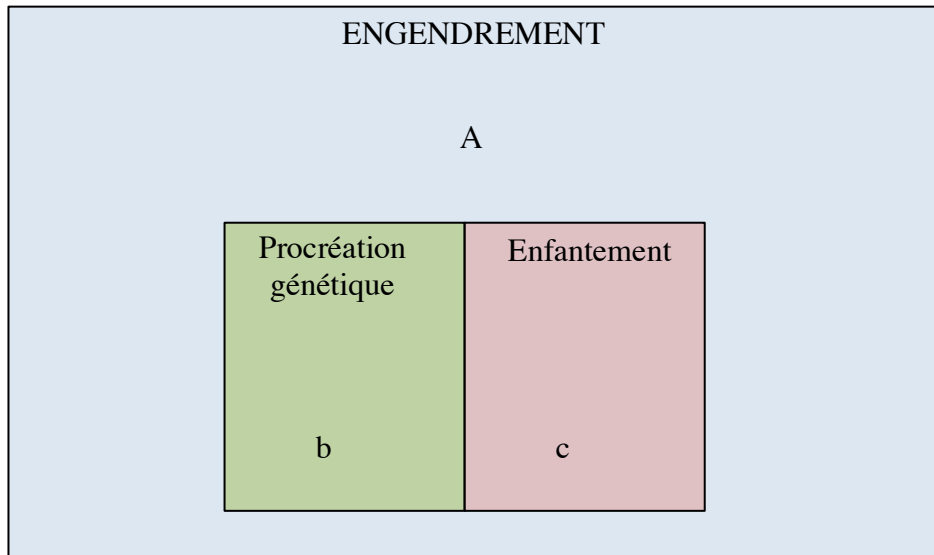 ENGENDREMENT
A
Procréation
génétique
Enfantement
b
c